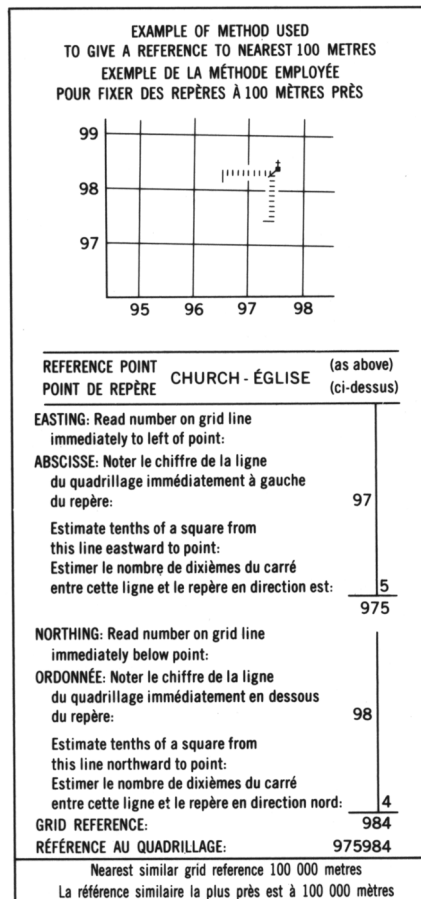 EXAMPLE OF METHOD USED
TO GIVE A REFERENCE TO NEAREST 100 METRES
EXEMPLE DE LA MÉTHODE EMPLOYÉE
POUR FIXER DES REPÈRES À 100 MÈTRES PRÈS
99
98
97
95 96 97 98
REFERENCE POINT
POINT DE REPÈRE
CHURCH - ÉGLISE
(as above)
(ci-dessus)
EASTING: Read number on grid line
immediately to left of point:
ABSCISSE: Noter le chiffre de la ligne
du quadrillage immédiatement à gauche
du repère: 97
Estimate tenths of a square from
this line eastward to point:
Estimer le nombre de dixièmes du carré
entre cette ligne et le repère en direction est: 5
975
NORTHING: Read number on grid line
immediately below point:
ORDONNÉE: Noter le chiffre de la ligne
du quadrillage immédiatement en dessous
du repère: 98
Estimate tenths of a square from
this line northward to point:
Estimer le nombre de dixièmes du carré
entre cette ligne et le repère en direction nord: 4
GRID REFERENCE: 984
RÉFÉRENCE AU QUADRILLAGE: 975984
Nearest similar grid reference 100 000 metres
La référence similaire la plus près est à 100 000 mètres